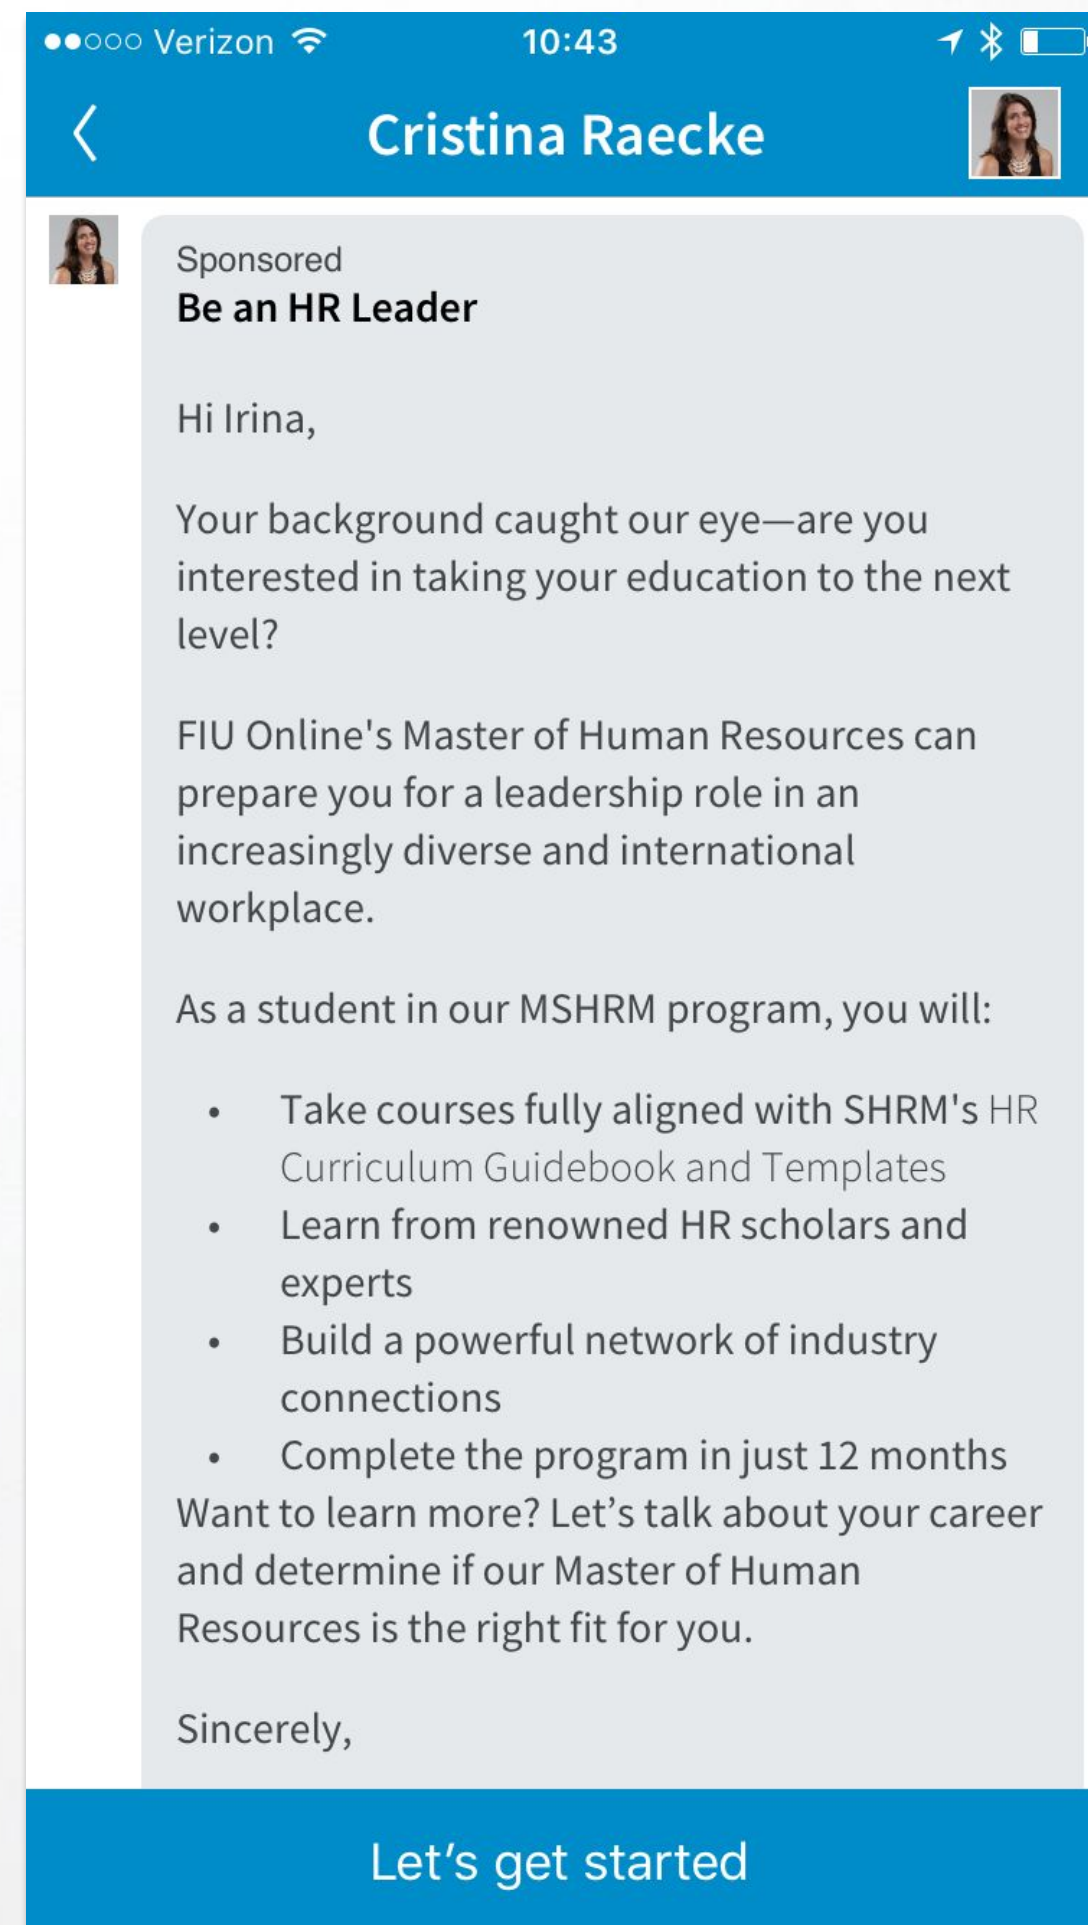 Verizon 10:43
Cristina Raecke
Sponsored
Be an HR Leader
Hi Irina,
Your background caught our eye—are you
interested in taking your education to the next
level?
FIU Online's Master of Human Resources can
prepare you for a leadership role in an
increasingly diverse and international
workplace.
As a student in our MSHRM program, you will:
• Take courses fully aligned with SHRM's HR
Curriculum Guidebook and Templates
• Learn from renowned HR scholars and
experts
• Build a powerful network of industry
connections
• Complete the program in just 12 months
Want to learn more? Let’s talk about your career
and determine if our Master of Human
Resources is the right fit for you.
Sincerely,
Let’s get started